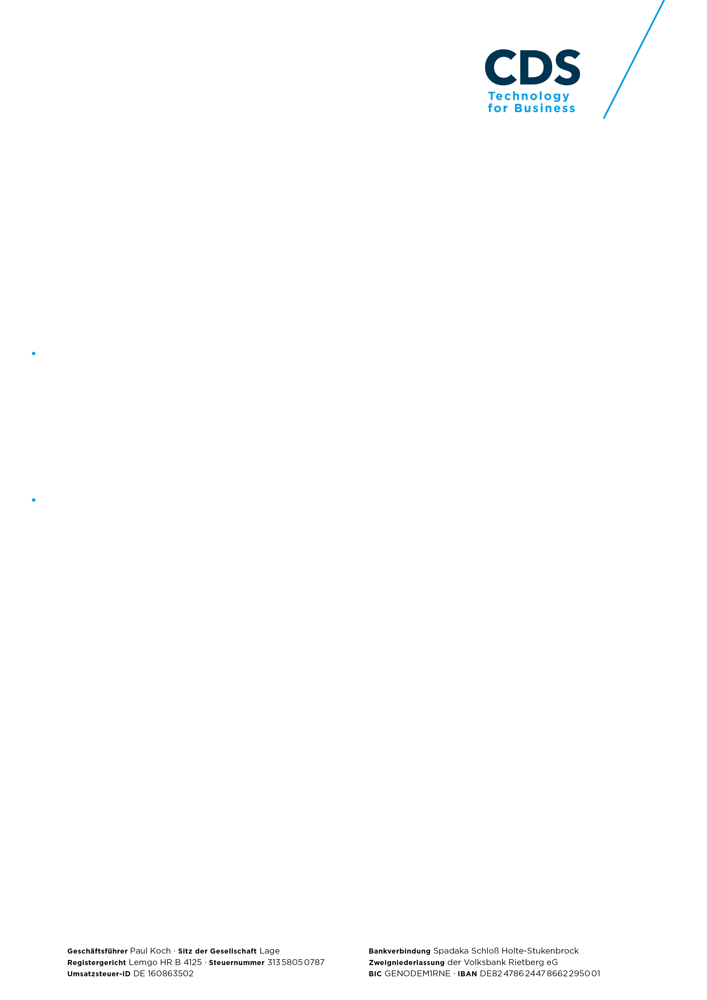 CDS
Technology
for Business
Geschäftsführer Paul Koch · Sitz der Gesellschaft Lage
Registergericht Lemgo HR B 4125 · Steuernummer 313 5805 0787
Umsatzsteuer-ID DE 160863502
Bankverbindung Spadaka Schloß Holte-Stukenbrock
Zweigniederlassung der Volksbank Rietberg eG
BIC GENODEM1RNE · IBAN DE82 4786 2447 8662 2950 01